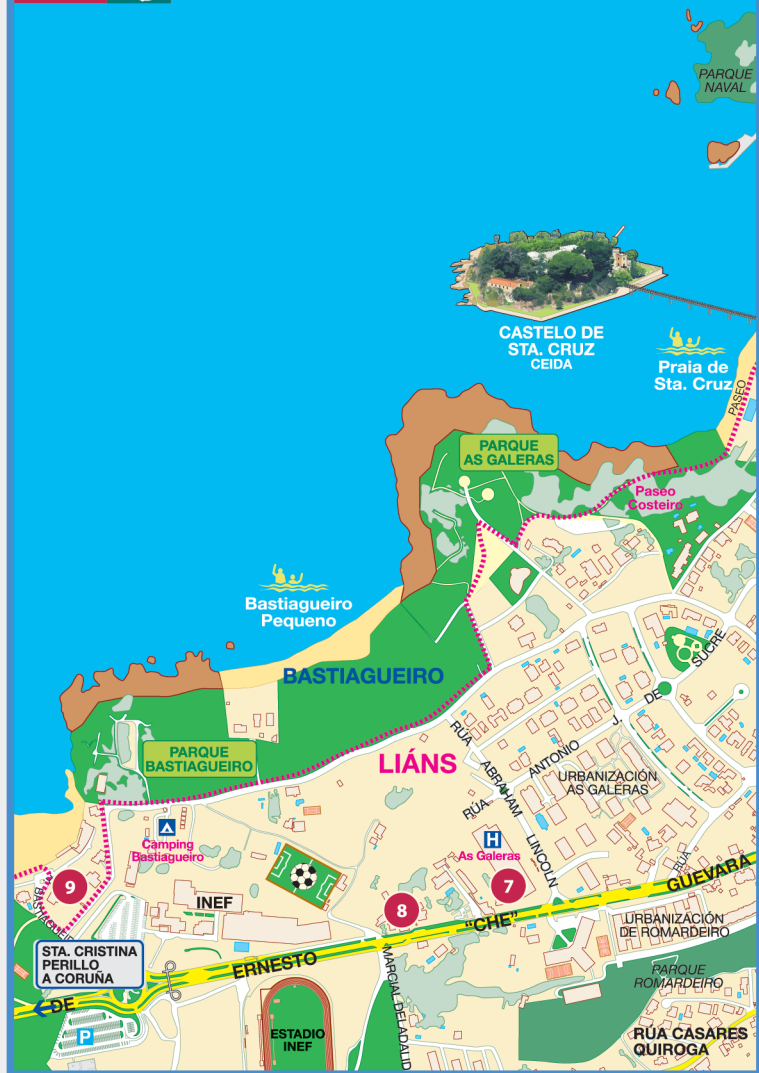 PARQUE
NAVAL
CASTELO DE
STA. CRUZ
CEIDA
Praia de
Sta. Cruz
PASEO
PARQUE
AS GALERAS
Paseo
Costeiro
Bastiagueiro
Pequeno
BASTIAGUEIRO
J. DE SUCRE
PARQUE
BASTIAGUEIRO
LIÁNS
RÚA
ABRAHAM
LINCOLN
RÚA
ANTONIO
URBANIZACIÓN
AS GALERAS
Camping
Bastiagueiro
H
As Galeras
RÚA
7
8
9
BASTIAGUEIRO
INEF
GUEVARA
"CHE"
ERNESTO
DE
URBANIZACIÓN
DE ROMARDEIRO
STA. CRISTINA
PERILLO
A CORUÑA
PARQUE
ROMARDEIRO
MARCIAL DEL ADALID
P
ESTADIO
INEF
RÚA CASARES
QUIROGA